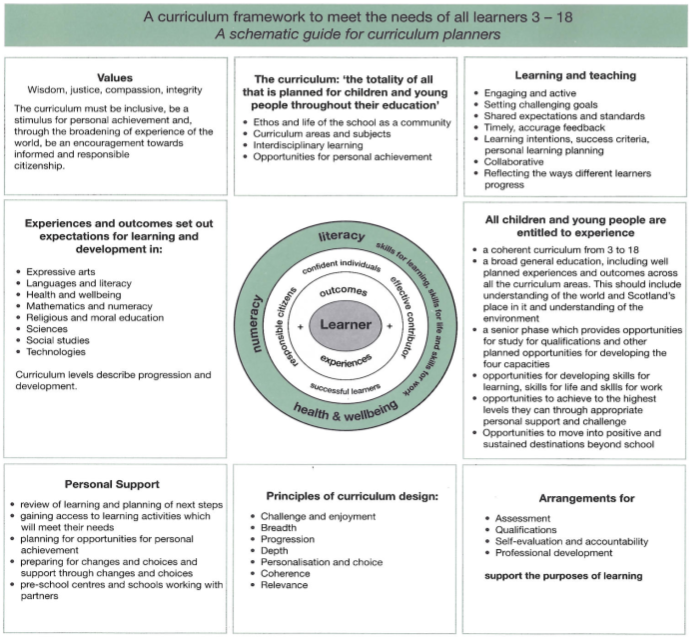 A curriculum framework to meet the needs of all learners 3 – 18
A schematic guide for curriculum planners
Values
Wisdom, justice, compassion, integrity
The curriculum must be inclusive, be a
stimulus for personal achievement and,
through the broadening of experience of the
world, be an encouragement towards
informed and responsible
citizenship.
The curriculum: ‘the totality of all
that is planned for children and young
people throughout their education’
• Ethos and life of the school as a community
• Curriculum areas and subjects
• Interdisciplinary learning
• Opportunities for personal achievement
Learning and teaching
• Engaging and active
• Setting challenging goals
• Shared expectations and standards
• Timely, accurage feedback
• Learning intentions, success criteria,
personal learning planning
• Collaborative
• Reflecting the ways different learners
progress
Experiences and outcomes set out
expectations for learning and
development in:
• Expressive arts
• Languages and literacy
• Health and wellbeing
• Mathematics and numeracy
• Religious and moral education
• Sciences
• Social studies
• Technologies
Curriculum levels describe progression and
development.
literacy
skills for learning, skills for life and skills for work
health & wellbeing
numeracy
confident individuals
effective contributor
successful learners
responsible citizens
outcomes
+ Learner +
experiences
All children and young people are
entitled to experience
• a coherent curriculum from 3 to 18
• a broad general education, including well
planned experiences and outcomes across
all the curriculum areas. This should include
understanding of the world and Scotland's
place in it and understanding of the
environment
• a senior phase which provides opportunities
for study for qualifications and other
planned opportunities for developing the
four capacities
• opportunities for developing skills for
learning, skills for life and skills for work
• opportunities to achieve to the highest
levels they can through appropriate
personal support and challenge
• Opportunities to move into positive and
sustained destinations beyond school
Personal Support
• review of learning and planning of next steps
• gaining access to learning activities which
will meet their needs
• planning for opportunities for personal
achievement
• preparing for changes and choices and
support through changes and choices
• pre-school centres and schools working with
partners
Principles of curriculum design:
• Challenge and enjoyment
• Breadth
• Progression
• Depth
• Personalisation and choice
• Coherence
• Relevance
Arrangements for
• Assessment
• Qualifications
• Self-evaluation and accountability
• Professional development
support the purposes of learning